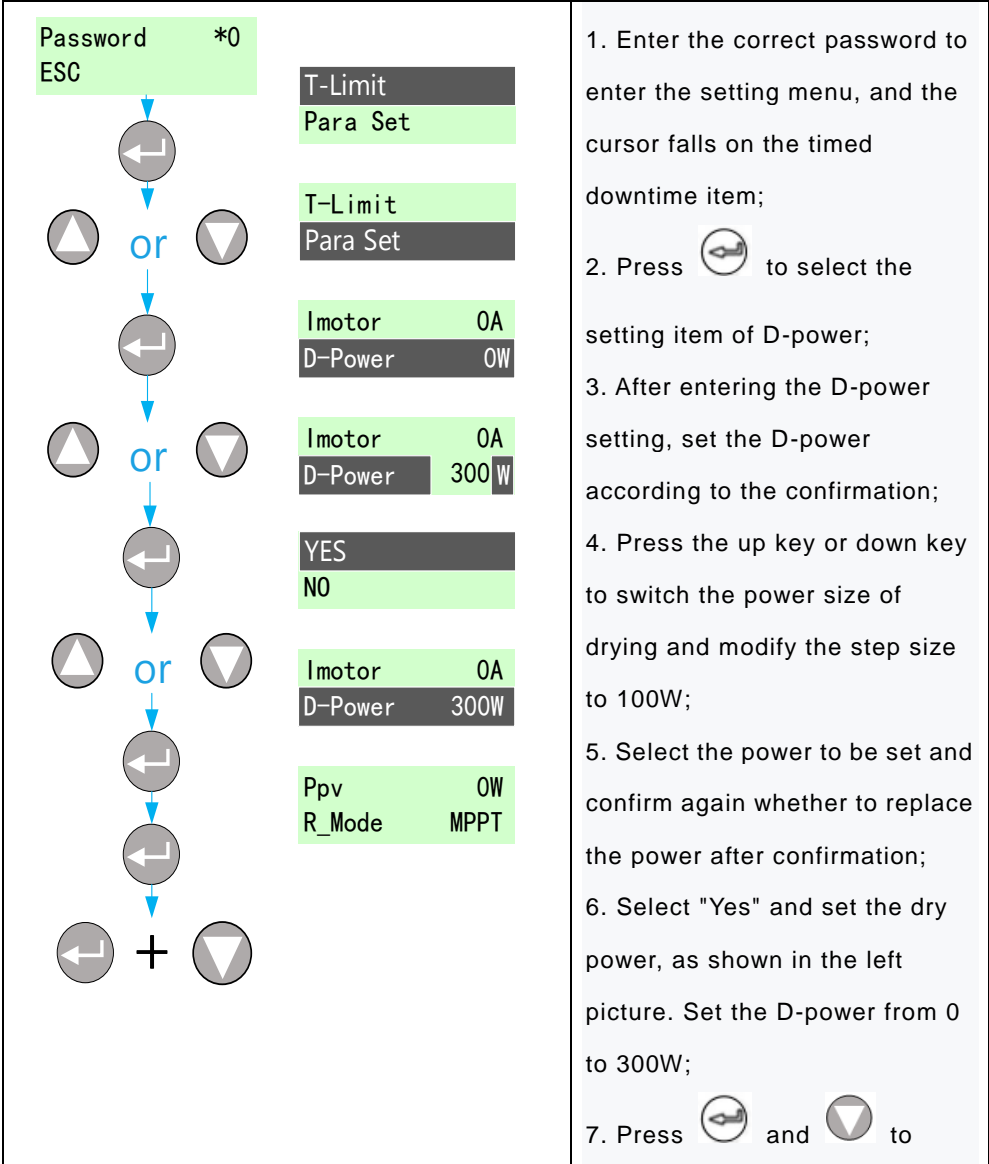 Password *0
ESC
T-Limit
Para Set
or
T-Limit
Para Set
Imotor 0A
D-Power 0W
or
Imotor 0A
D-Power 300 W
YES
NO
or
Imotor 0A
D-Power 300W
Ppv 0W
R_Mode MPPT
+
1. Enter the correct password to
enter the setting menu, and the
cursor falls on the timed
downtime item;
2. Press to select the
setting item of D-power;
3. After entering the D-power
setting, set the D-power
according to the confirmation;
4. Press the up key or down key
to switch the power size of
drying and modify the step size
to 100W;
5. Select the power to be set and
confirm again whether to replace
the power after confirmation;
6. Select "Yes" and set the dry
power, as shown in the left
picture. Set the D-power from 0
to 300W;
7. Press and to